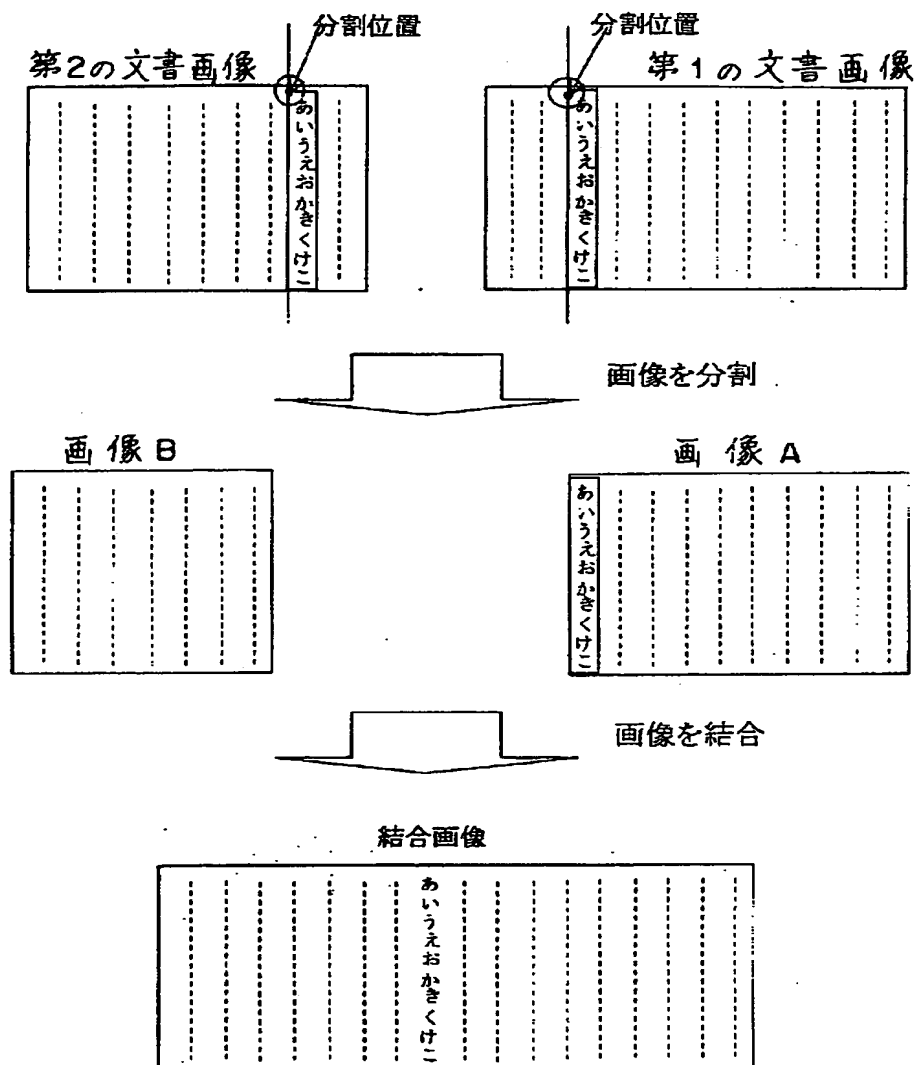 分割位置
分割位置
第2の文書画像
第1の文書画像
あいうえおかきくけこ
あいうえおかきくけこ
画像を分割
画像B
画像A
あいうえおかきくけこ
画像を結合
結合画像
あいうえおかきくけこ